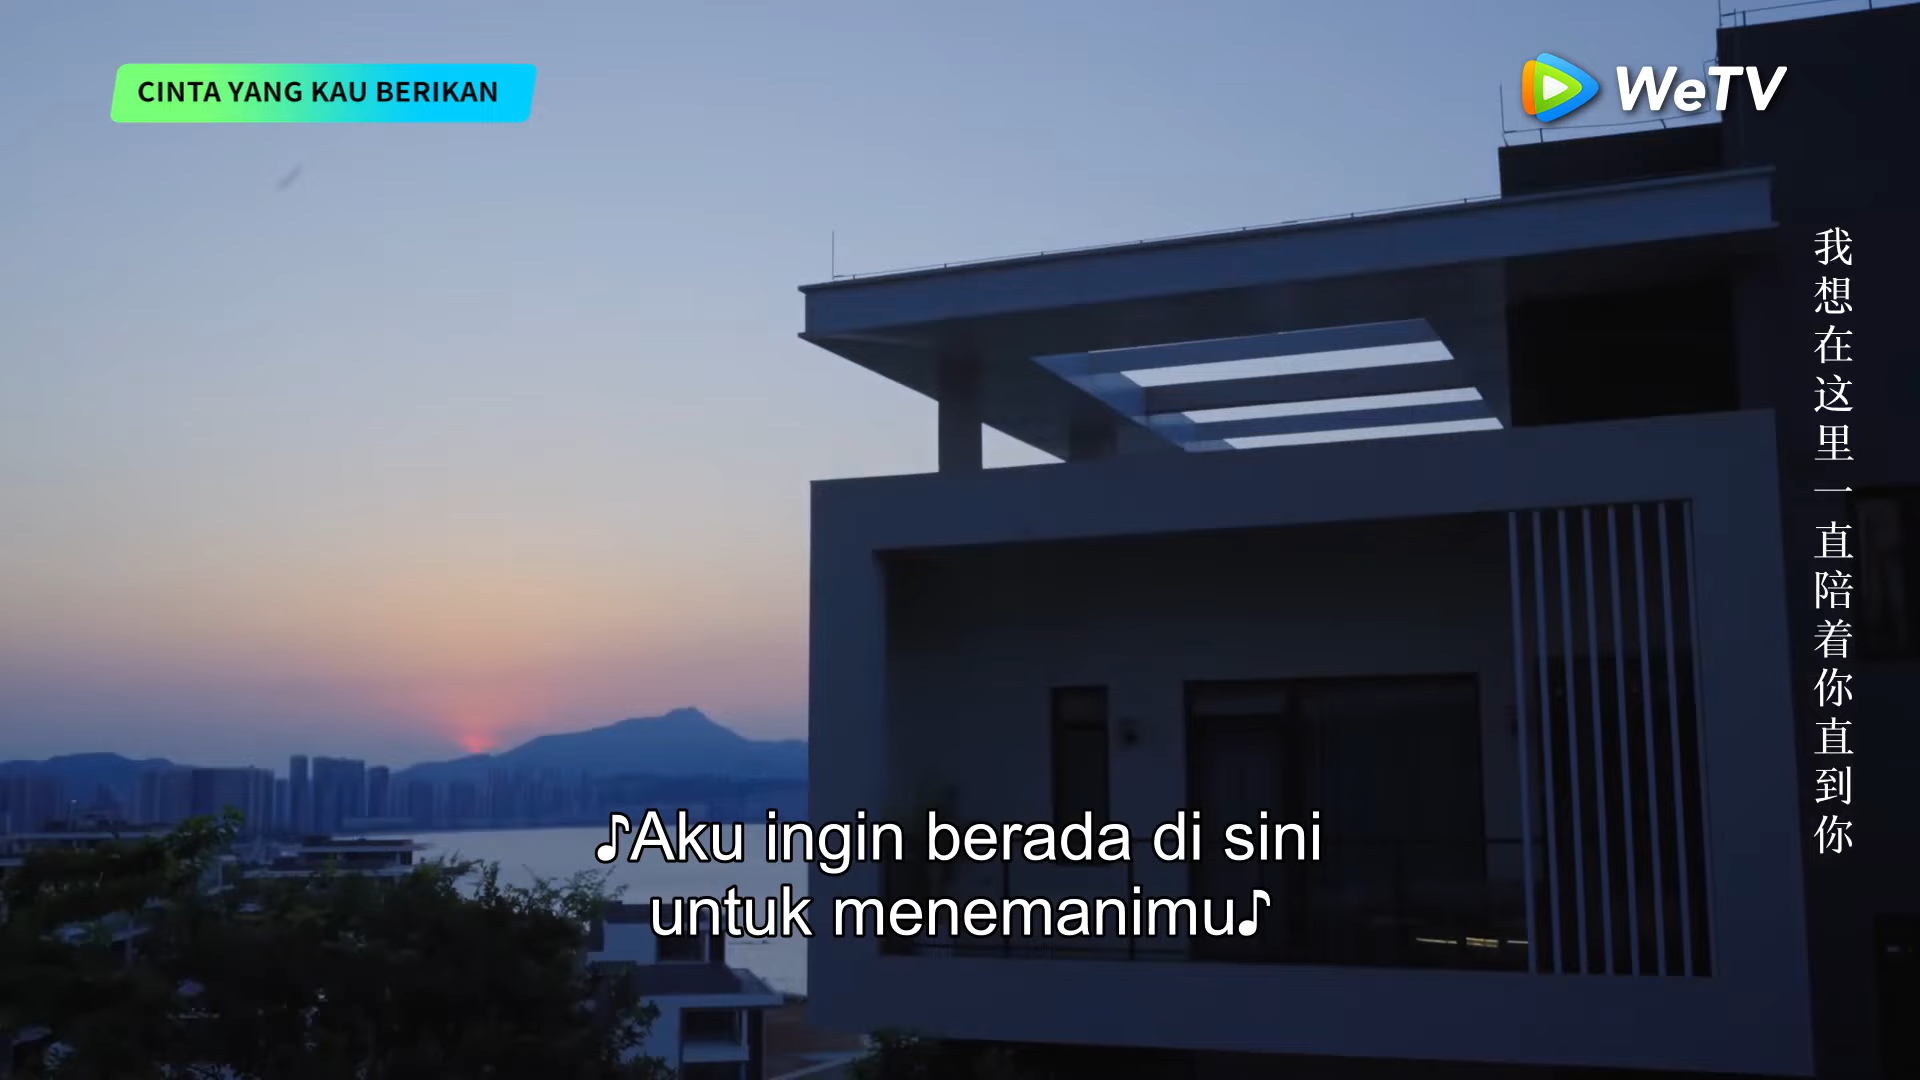 CINTA YANG KAU BERIKAN
WeTV
我想在这里一直陪着你直到你
♪Aku ingin berada di sini
untuk menemanimu♪